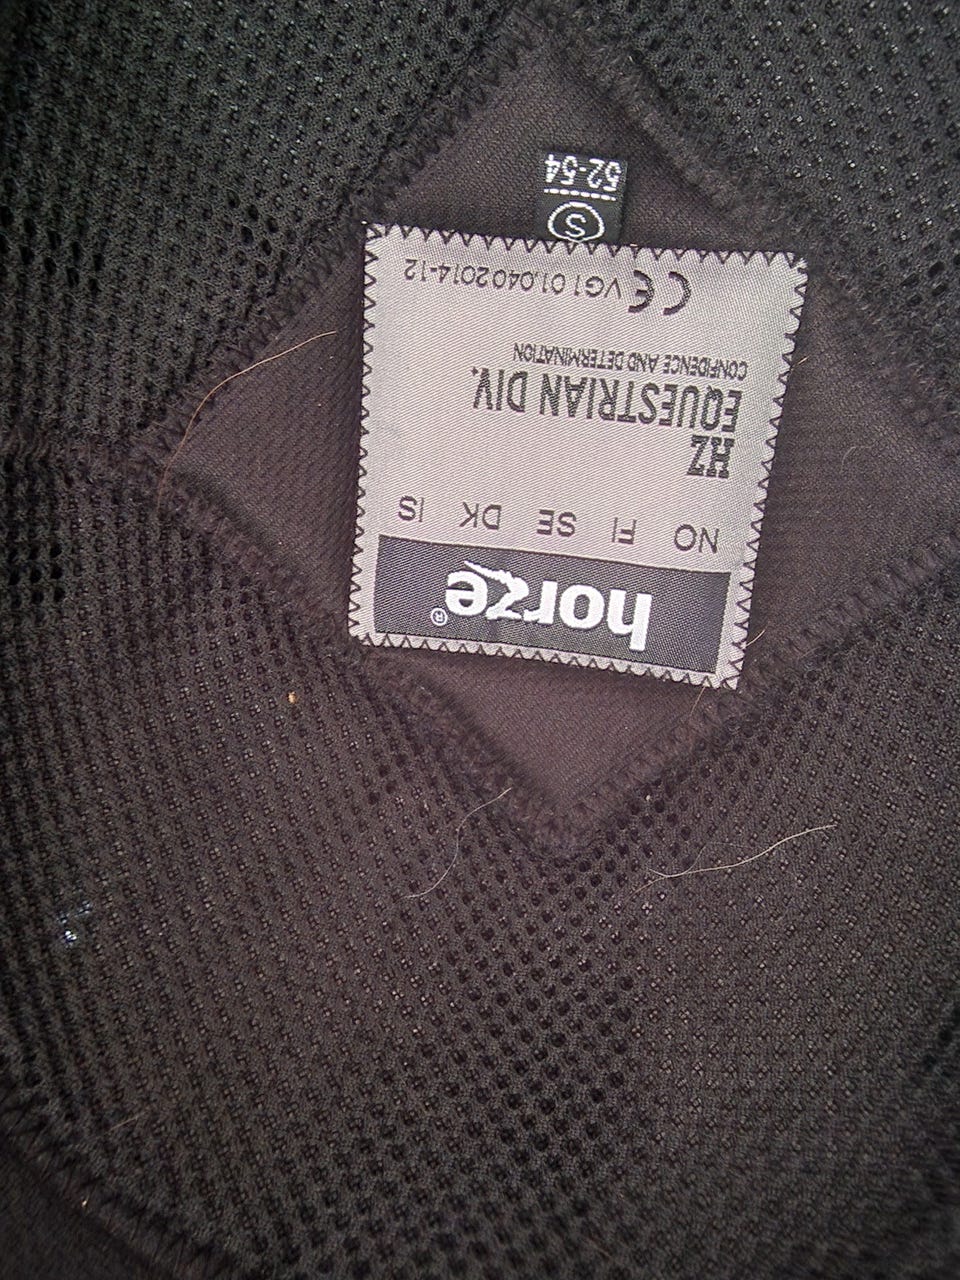 horze®
NO FI SE DK IS
HZ
EQUESTRIAN DIV.
CONFIDENCE AND DETERMINATION
CE VG1 01.040 2014-12
S
52-54